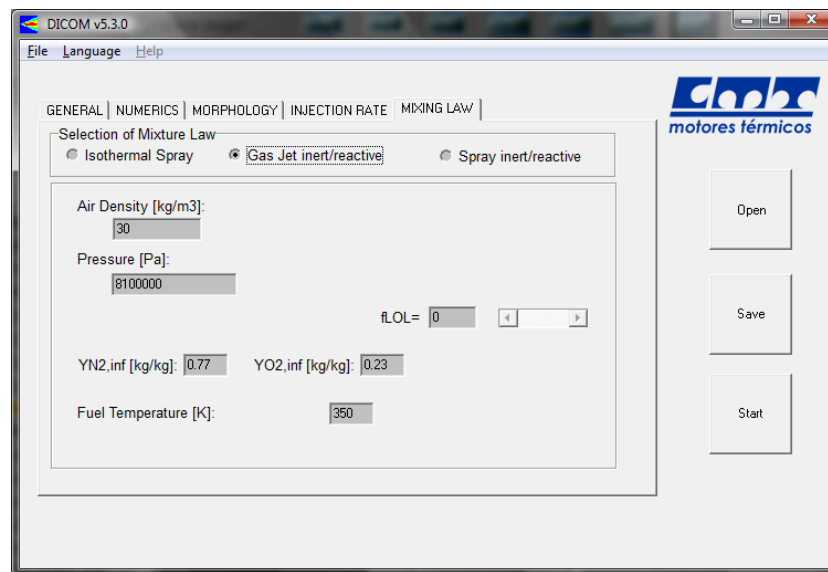 DICOM v5.3.0
File Language Help
GENERAL NUMERICS MORPHOLOGY INJECTION RATE MIXING LAW
cmt
motores térmicos
Selection of Mixture Law
Isothermal Spray Gas Jet inert/reactive Spray inert/reactive
Air Density [kg/m3]:
30
Pressure [Pa]:
8100000
fLOL= 0
YN2,inf [kg/kg]: 0.77 YO2,inf [kg/kg]: 0.23
Fuel Temperature [K]: 350
Open
Save
Start